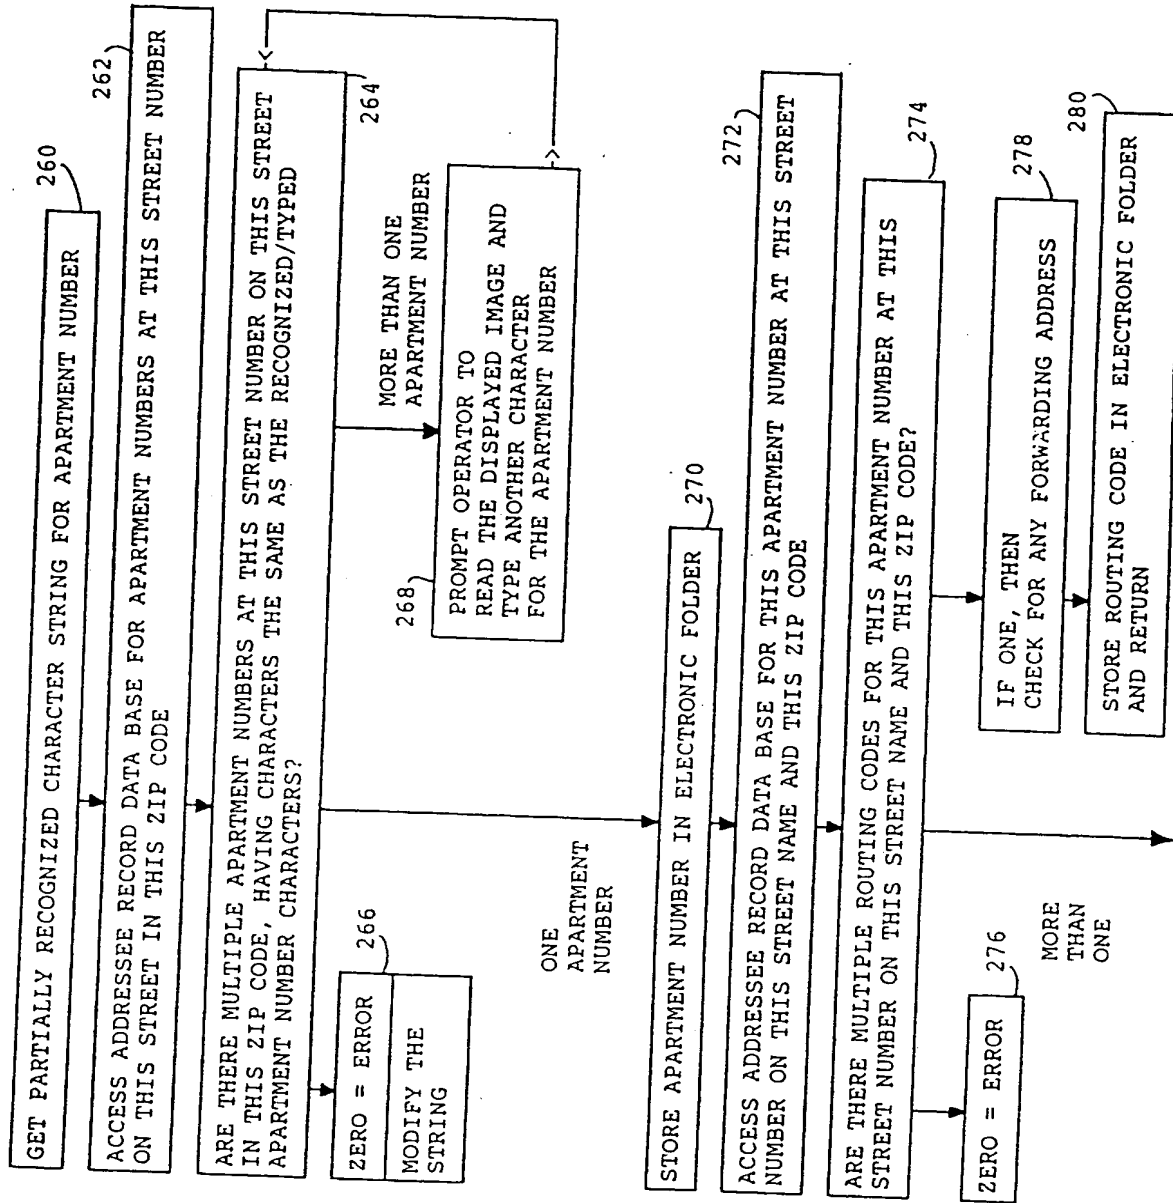 260
GET PARTIALLY RECOGNIZED CHARACTER STRING FOR APARTMENT NUMBER
262
ACCESS ADDRESSEE RECORD DATA BASE FOR APARTMENT NUMBERS AT THIS STREET NUMBER
ON THIS STREET IN THIS ZIP CODE
ARE THERE MULTIPLE APARTMENT NUMBERS AT THIS STREET NUMBER ON THIS STREET
IN THIS ZIP CODE, HAVING CHARACTERS THE SAME AS THE RECOGNIZED/TYPED
APARTMENT NUMBER CHARACTERS?
264
ZERO = ERROR
MODIFY THE
STRING
266
MORE THAN ONE
APARTMENT NUMBER
268
PROMPT OPERATOR TO
READ THE DISPLAYED IMAGE AND
TYPE ANOTHER CHARACTER
FOR THE APARTMENT NUMBER
ONE
APARTMENT
NUMBER
STORE APARTMENT NUMBER IN ELECTRONIC FOLDER
270
272
ACCESS ADDRESSEE RECORD DATA BASE FOR THIS APARTMENT NUMBER AT THIS STREET
NUMBER ON THIS STREET NAME AND THIS ZIP CODE
ARE THERE MULTIPLE ROUTING CODES FOR THIS APARTMENT NUMBER AT THIS
STREET NUMBER ON THIS STREET NAME AND THIS ZIP CODE?
274
ZERO = ERROR
276
MORE
THAN
ONE
IF ONE, THEN
CHECK FOR ANY FORWARDING ADDRESS
278
STORE ROUTING CODE IN ELECTRONIC FOLDER
AND RETURN
280